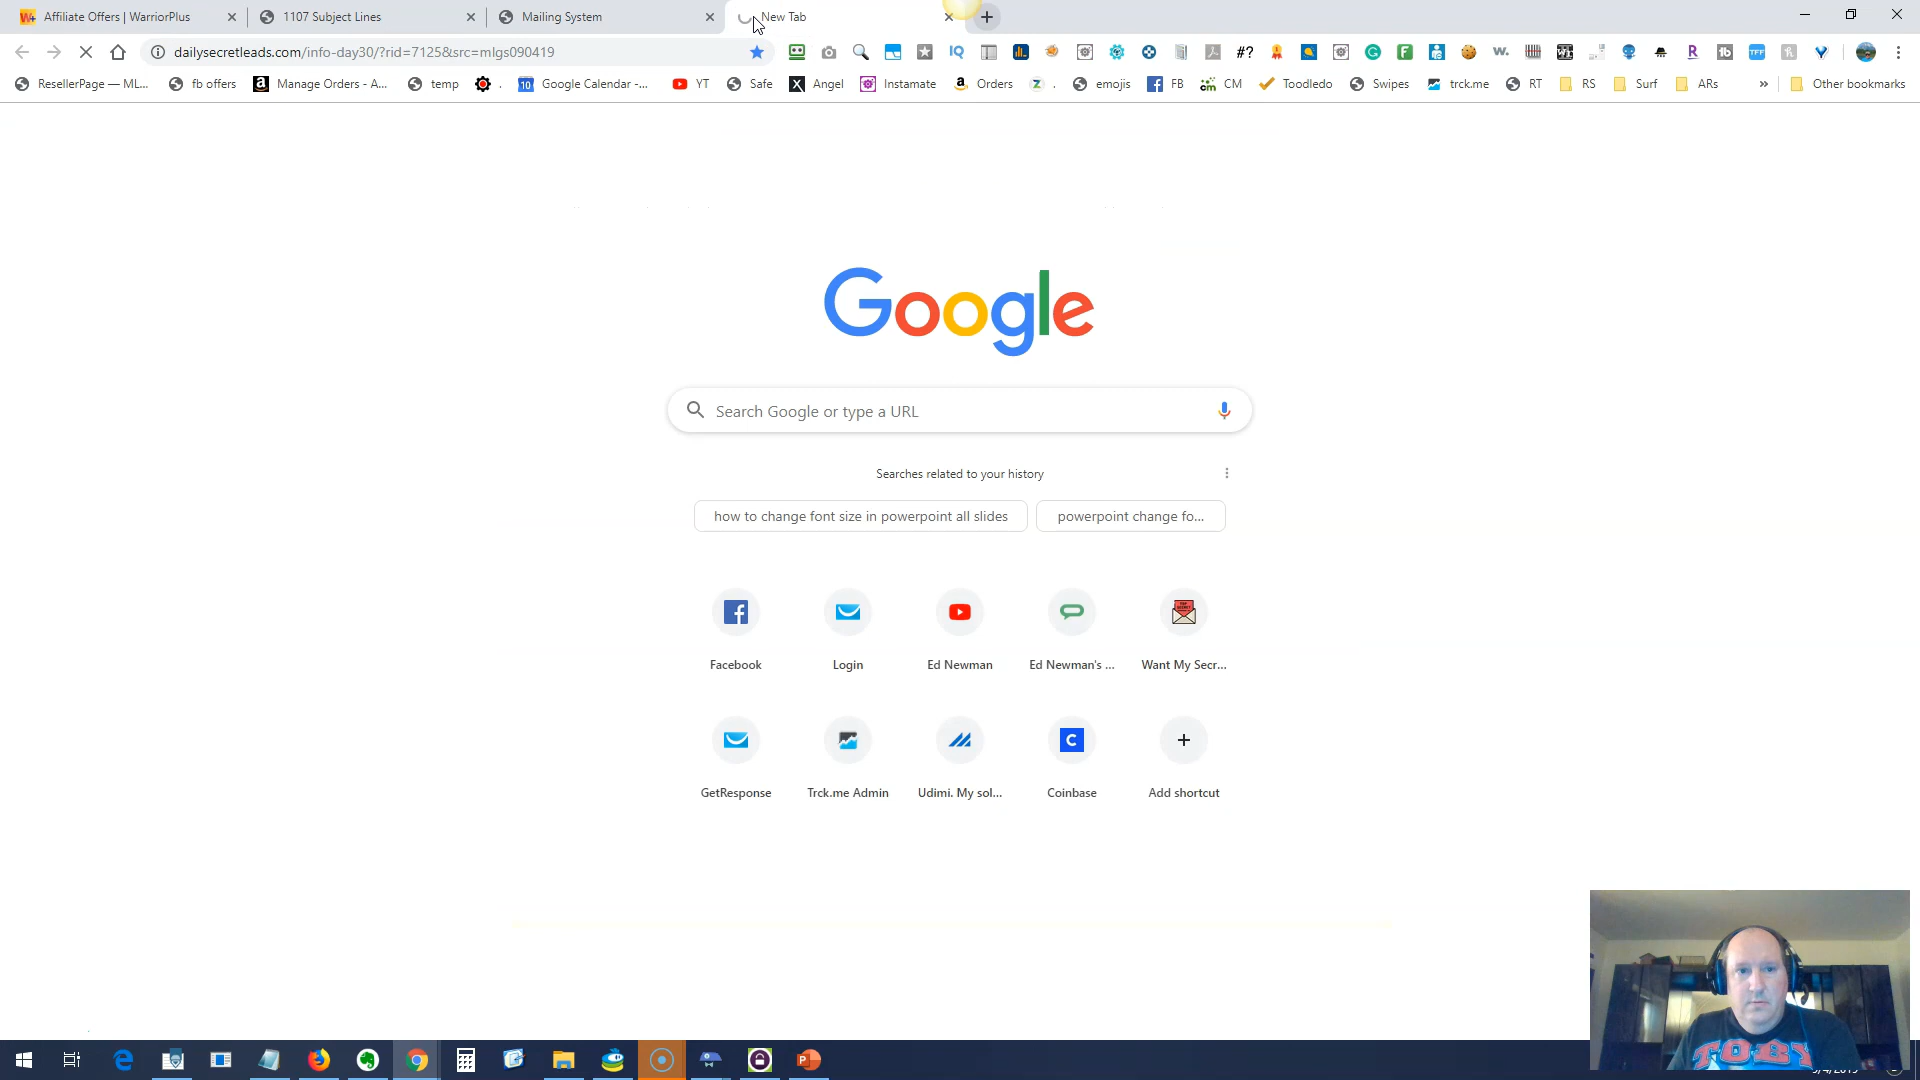 Affiliate Offers | WarriorPlus
1107 Subject Lines
Mailing System
New Tab
dailysecretleads.com/info-day30/?rid=7125&src=mlgs090419
IQ
#?
w.
R
tb
TFF
ResellerPage — ML...
fb offers
Manage Orders - A...
temp
.
Google Calendar -...
YT
Safe
Angel
Instamate
Orders
.
emojis
FB
CM
Toodledo
Swipes
trck.me
RT
RS
Surf
ARs
»
Other bookmarks
Google
Search Google or type a URL
Searches related to your history
how to change font size in powerpoint all slides
powerpoint change fo...
Facebook
Login
Ed Newman
Ed Newman's ...
Want My Secr...
GetResponse
Trck.me Admin
Udimi. My sol...
Coinbase
Add shortcut
TOBY